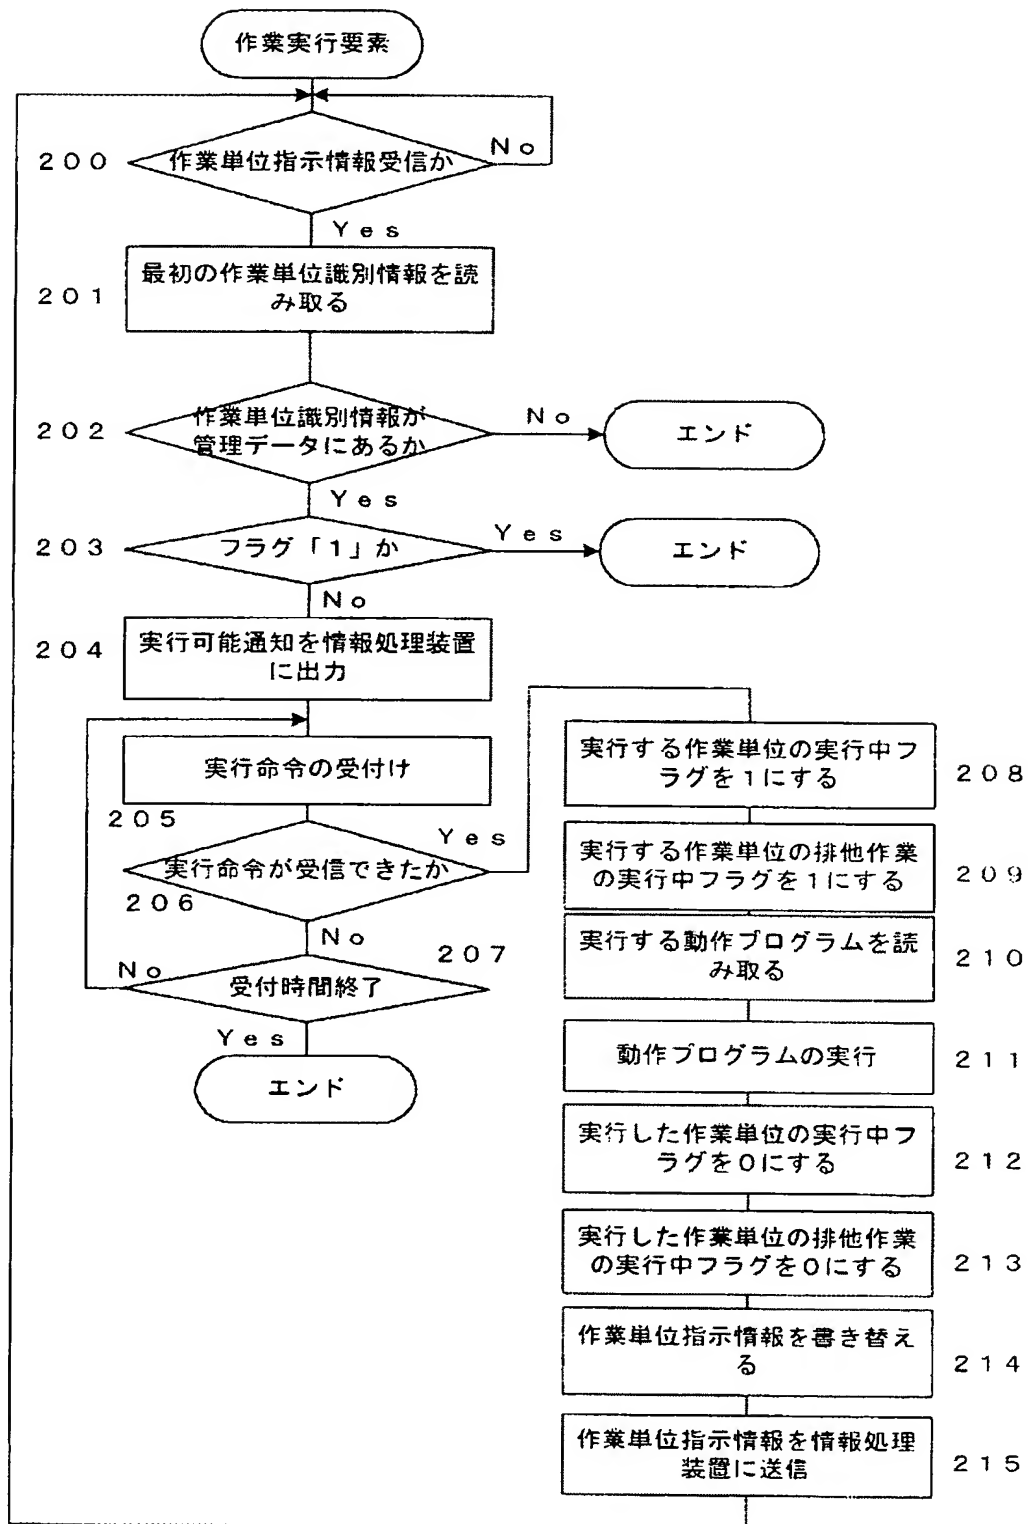 作業実行要素
200
作業単位指示情報受信か
No
Yes
201
最初の作業単位識別情報を読
み取る
202
作業単位識別情報が
管理データにあるか
No
エンド
Yes
203
フラグ「1」か
Yes
エンド
No
204
実行可能通知を情報処理装置
に出力
実行命令の受付け
205
実行命令が受信できたか
Yes
206
No
207
No
受付時間終了
Yes
エンド
実行する作業単位の実行中フ
ラグを1にする
208
実行する作業単位の排他作業
の実行中フラグを1にする
209
実行する動作プログラムを読
み取る
210
動作プログラムの実行
211
実行した作業単位の実行中フ
ラグを0にする
212
実行した作業単位の排他作業
の実行中フラグを0にする
213
作業単位指示情報を書き替え
る
214
作業単位指示情報を情報処理
装置に送信
215